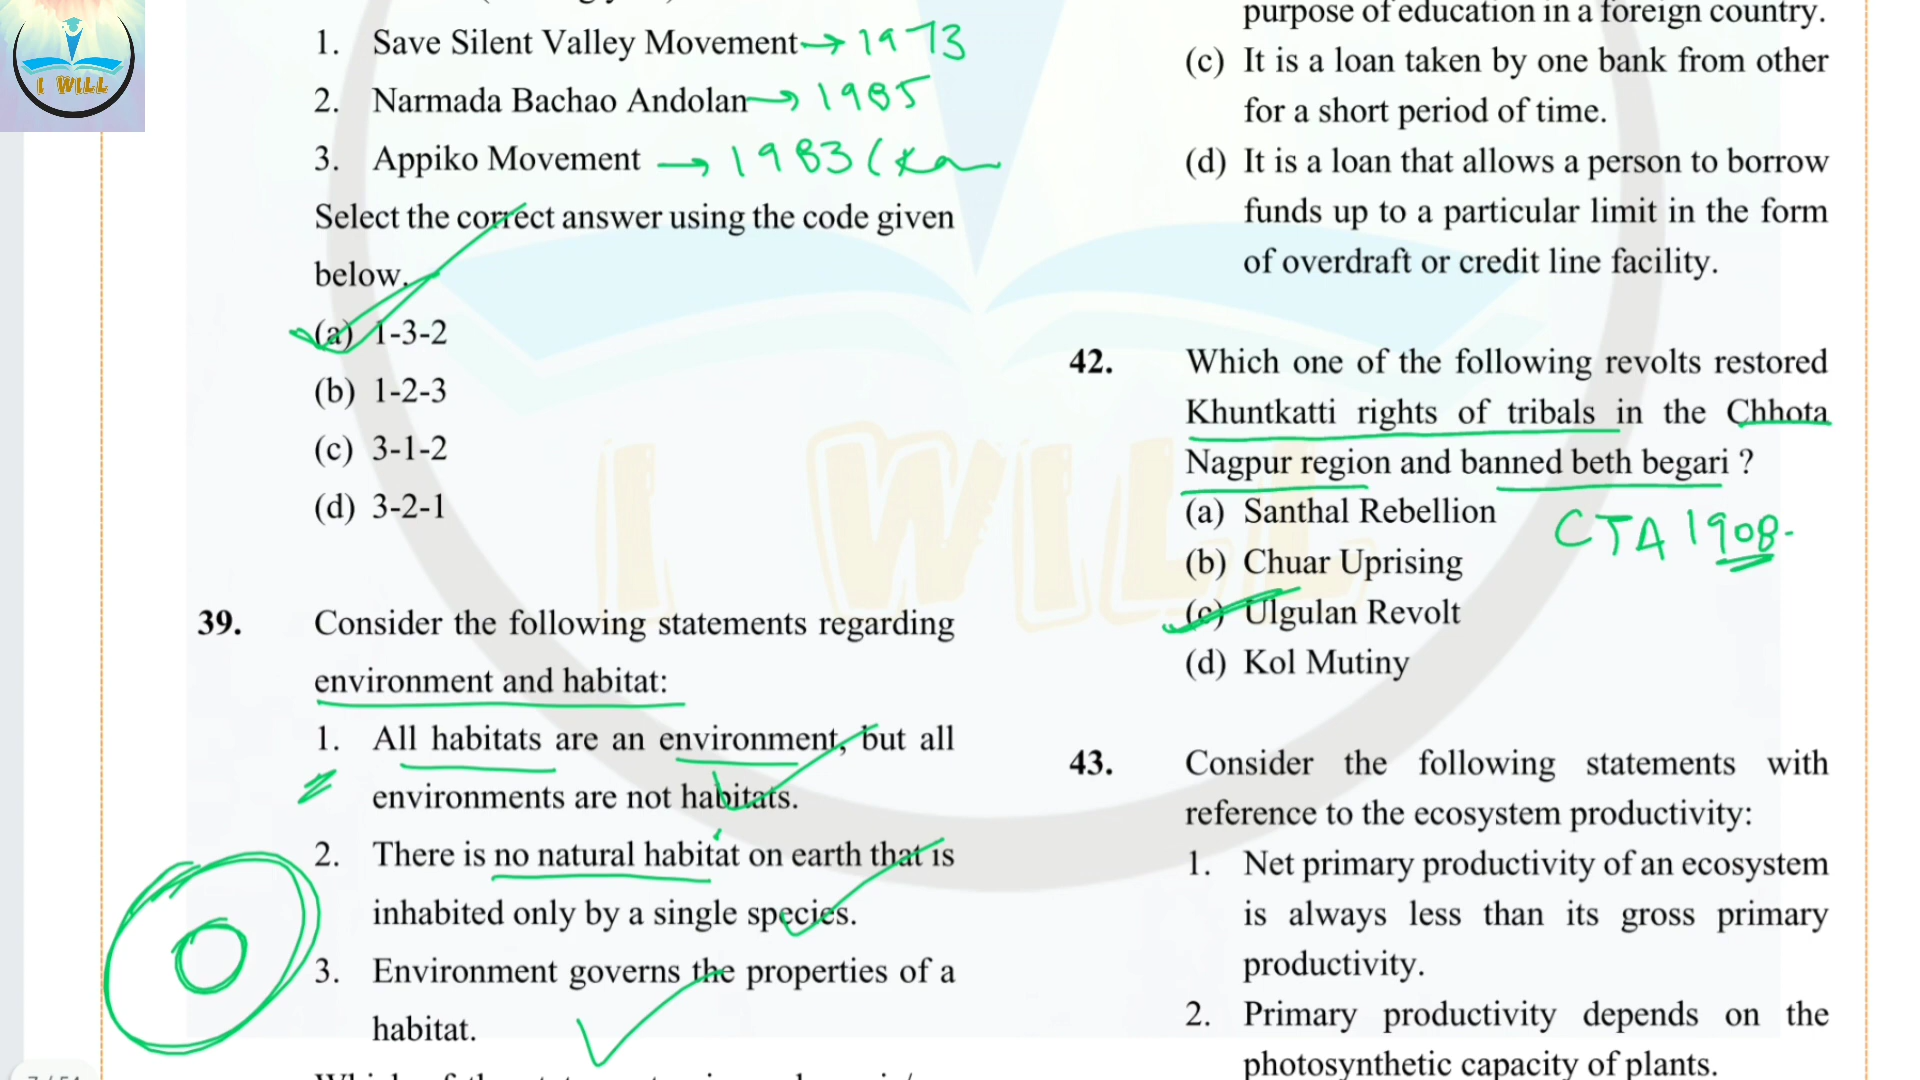 I WILL
1. Save Silent Valley Movement → 1973
2. Narmada Bachao Andolan → 1985
3. Appiko Movement → 1983 (Ka
Select the correct answer using the code given
below.
(a) 1-3-2
(b) 1-2-3
(c) 3-1-2
(d) 3-2-1
39. Consider the following statements regarding
environment and habitat:
1. All habitats are an environment, but all
environments are not habitats.
2. There is no natural habitat on earth that is
inhabited only by a single species.
3. Environment governs the properties of a
habitat.
purpose of education in a foreign country.
(c) It is a loan taken by one bank from other
for a short period of time.
(d) It is a loan that allows a person to borrow
funds up to a particular limit in the form
of overdraft or credit line facility.
42. Which one of the following revolts restored
Khuntkatti rights of tribals in the Chhota
Nagpur region and banned beth begari ?
(a) Santhal Rebellion
CTA 1908.
(b) Chuar Uprising
(c) Ulgulan Revolt
(d) Kol Mutiny
43. Consider the following statements with
reference to the ecosystem productivity:
1. Net primary productivity of an ecosystem
is always less than its gross primary
productivity.
2. Primary productivity depends on the
photosynthetic capacity of plants.
I WILL